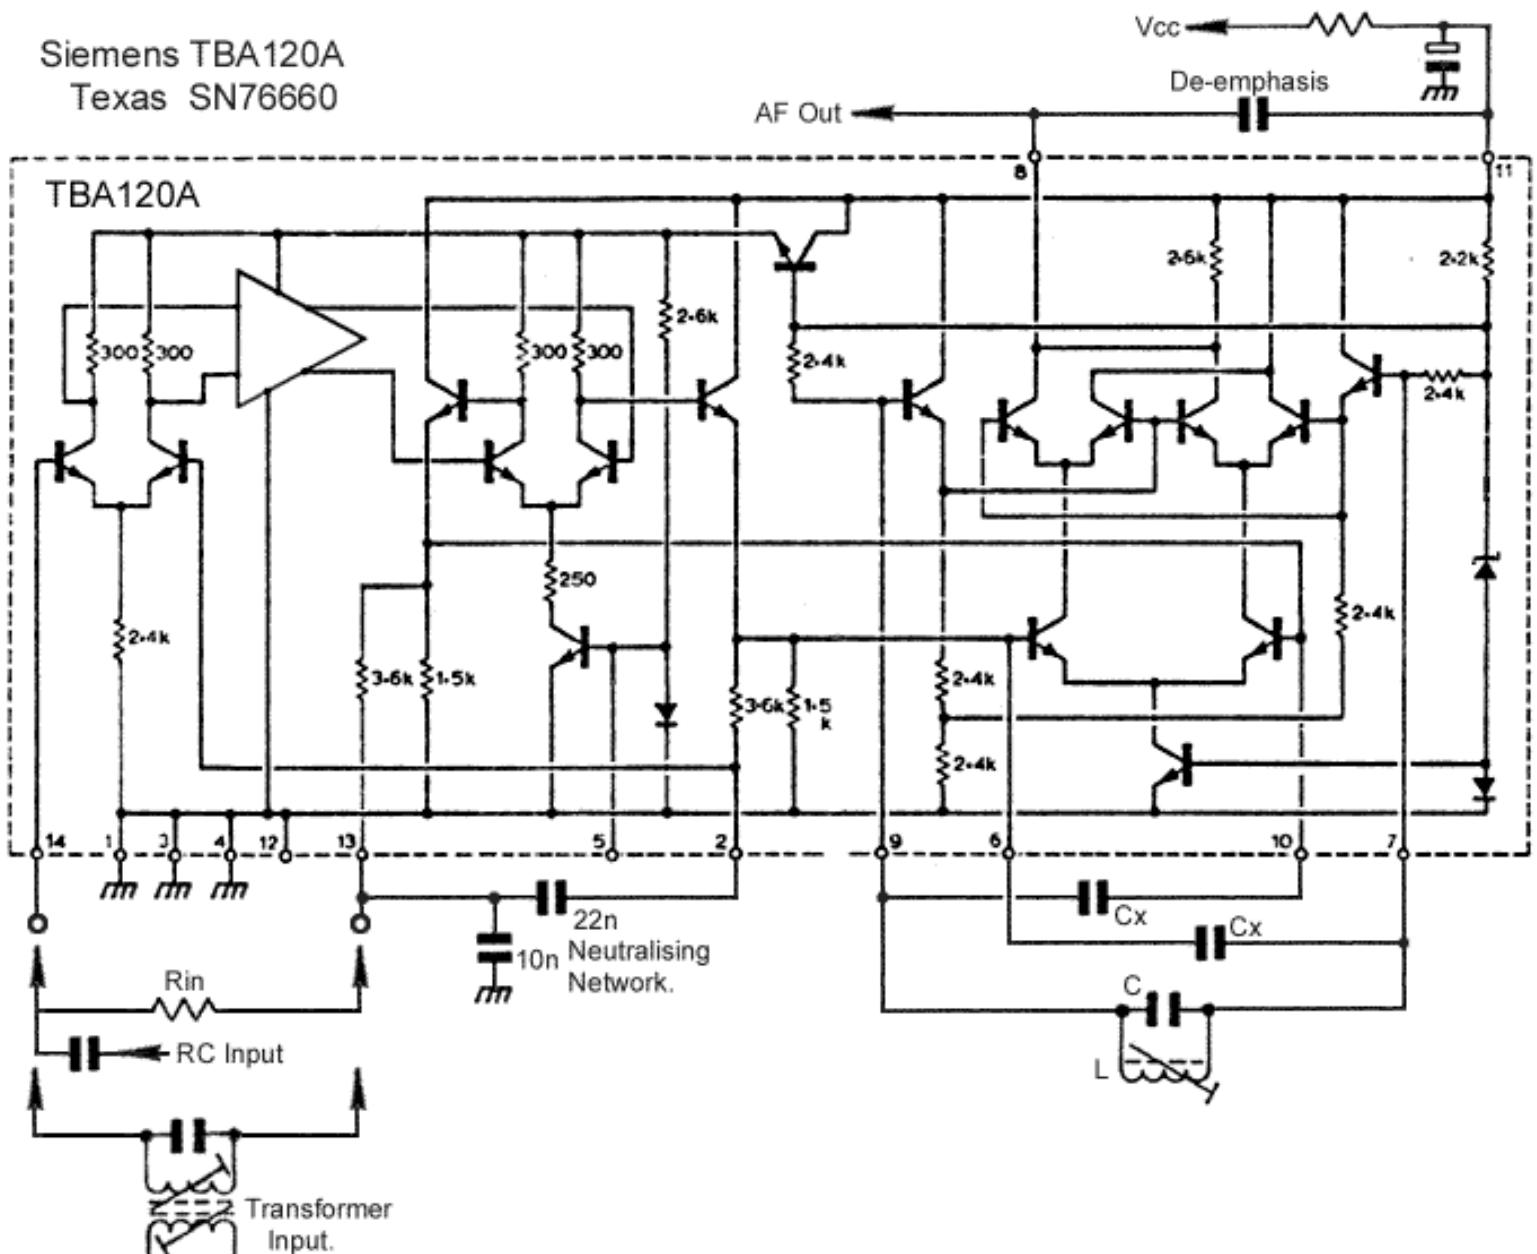 Siemens TBA120A
Texas SN76660
Vcc
De-emphasis
AF Out
8
11
TBA120A
2·6k
2·2k
2·6k
300
300
300
300
2·4k
2·4k
250
2·4k
2·4k
3·6k
1·5k
2·4k
3·6k
1·5
k
2·4k
14
1
3
4
12
13
5
2
9
6
10
7
Cx
22n
Cx
10n
Neutralising
Network.
Rin
C
RC Input
L
Transformer
Input.